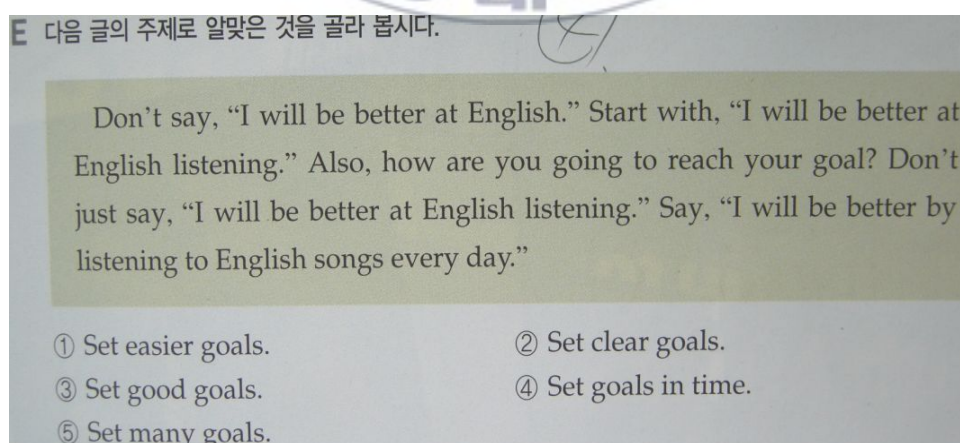 E 다음 글의 주제로 알맞은 것을 골라 봅시다.
Don't say, “I will be better at English.” Start with, “I will be better at
English listening.” Also, how are you going to reach your goal? Don't
just say, “I will be better at English listening.” Say, “I will be better by
listening to English songs every day.”
① Set easier goals. ② Set clear goals.
③ Set good goals. ④ Set goals in time.
⑤ Set many goals.